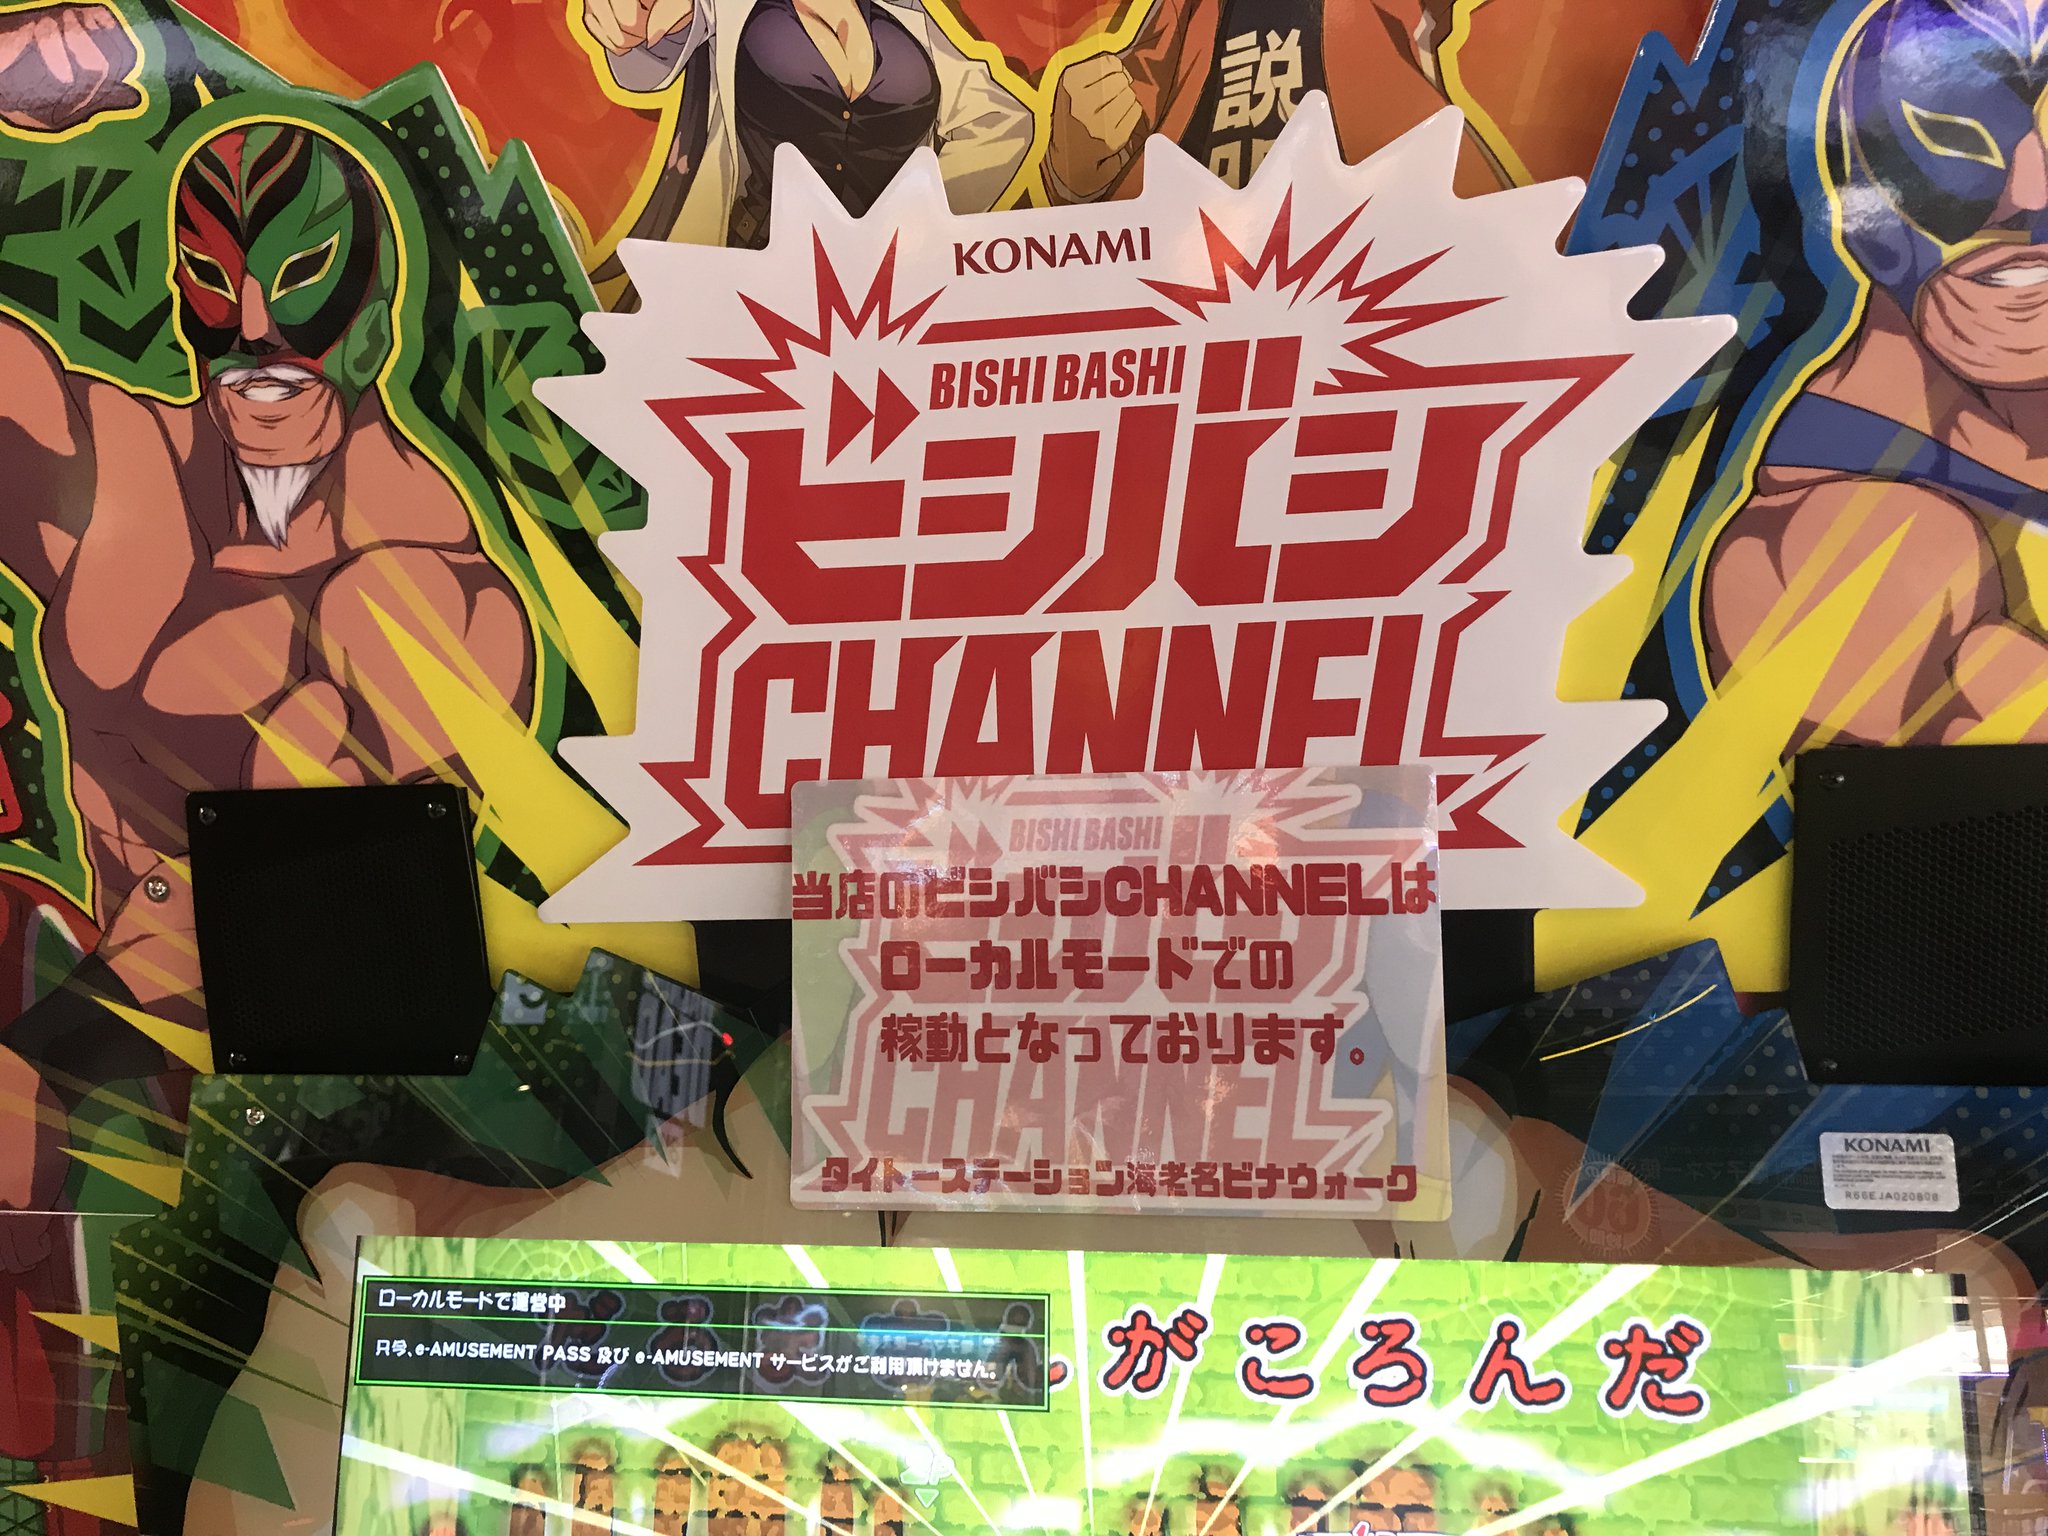 説
KONAMI
BISHI BASHI
ビシバシ
CHANNEL
BISHI BASHI
当店のビシバシCHANNELは
ローカルモードでの
稼動となっております。
CHANNEL
タイトーステーション海老名ビナウォーク
KONAMI
R66EJA020808
ローカルモードで運営中
只今、e-AMUSEMENT PASS 及び e-AMUSEMENT サービスがご利用頂けません。
がころんだ